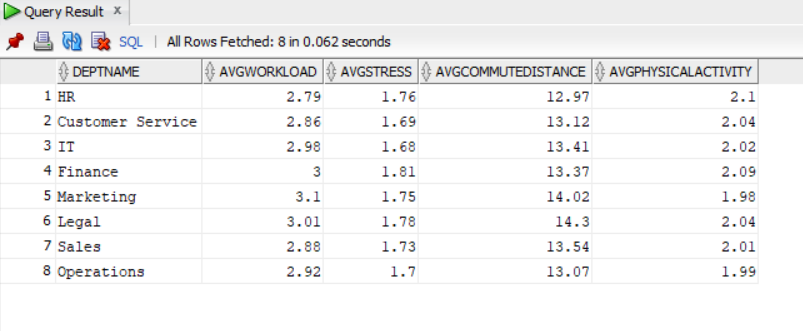 Query Result x
SQL | All Rows Fetched: 8 in 0.062 seconds
DEPTNAME AVGWORKLOAD AVGSTRESS AVGCOMMUTEDISTANCE AVGPHYSICALACTIVITY
1 HR 2.79 1.76 12.97 2.1
2 Customer Service 2.86 1.69 13.12 2.04
3 IT 2.98 1.68 13.41 2.02
4 Finance 3 1.81 13.37 2.09
5 Marketing 3.1 1.75 14.02 1.98
6 Legal 3.01 1.78 14.3 2.04
7 Sales 2.88 1.73 13.54 2.01
8 Operations 2.92 1.7 13.07 1.99